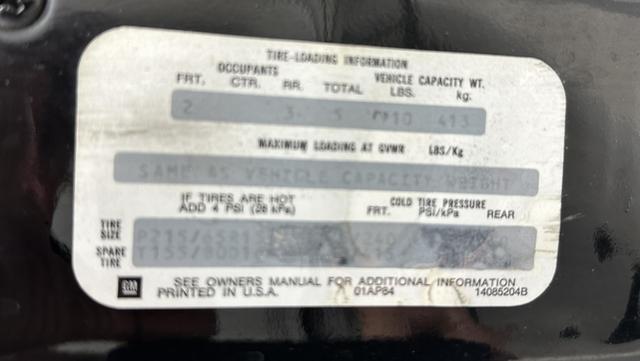 TIRE-LOADING INFORMATION
OCCUPANTS VEHICLE CAPACITY WT.
FRT. CTR. RR. TOTAL LBS. kg.
2 3 5 910 413
MAXIMUM LOADING AT GVWR LBS/Kg
SAME AS VEHICLE CAPACITY WEIGHT
IF TIRES ARE HOT COLD TIRE PRESSURE
ADD 4 PSI (28 kPa) FRT. PSI/kPa REAR
TIRE
SIZE
SPARE
TIRE
GM
SEE OWNERS MANUAL FOR ADDITIONAL INFORMATION
PRINTED IN U.S.A. 01AP84 14085204B